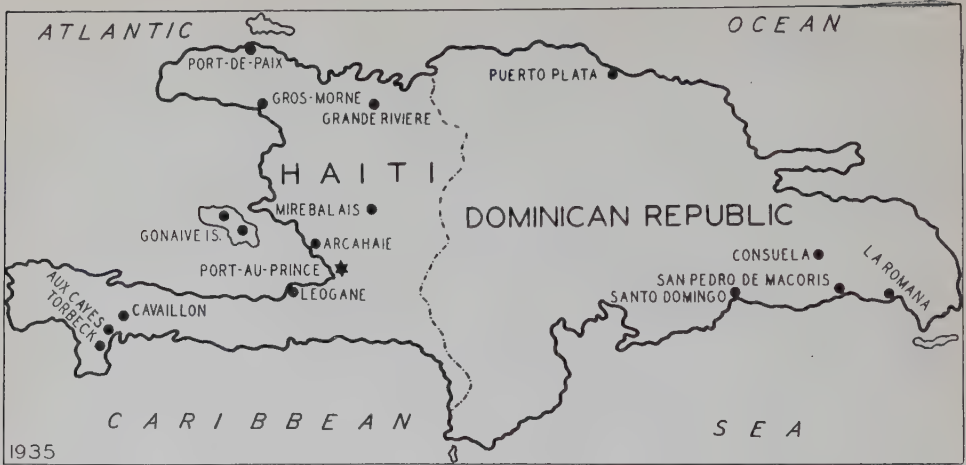 ATLANTIC
OCEAN
PORT-DE-PAIX
PUERTO PLATA
GROS-MORNE
GRANDE RIVIERE
HAITI
MIREBALAIS
DOMINICAN REPUBLIC
GONAIVE IS.
ARCAHAIE
CONSUELA
LA ROMANA
PORT-AU-PRINCE
SAN PEDRO DE MACORIS
LEOGANE
SANTO DOMINGO
AUX CAYES
TORBECK
CAVAILLON
CARIBBEAN
SEA
1935